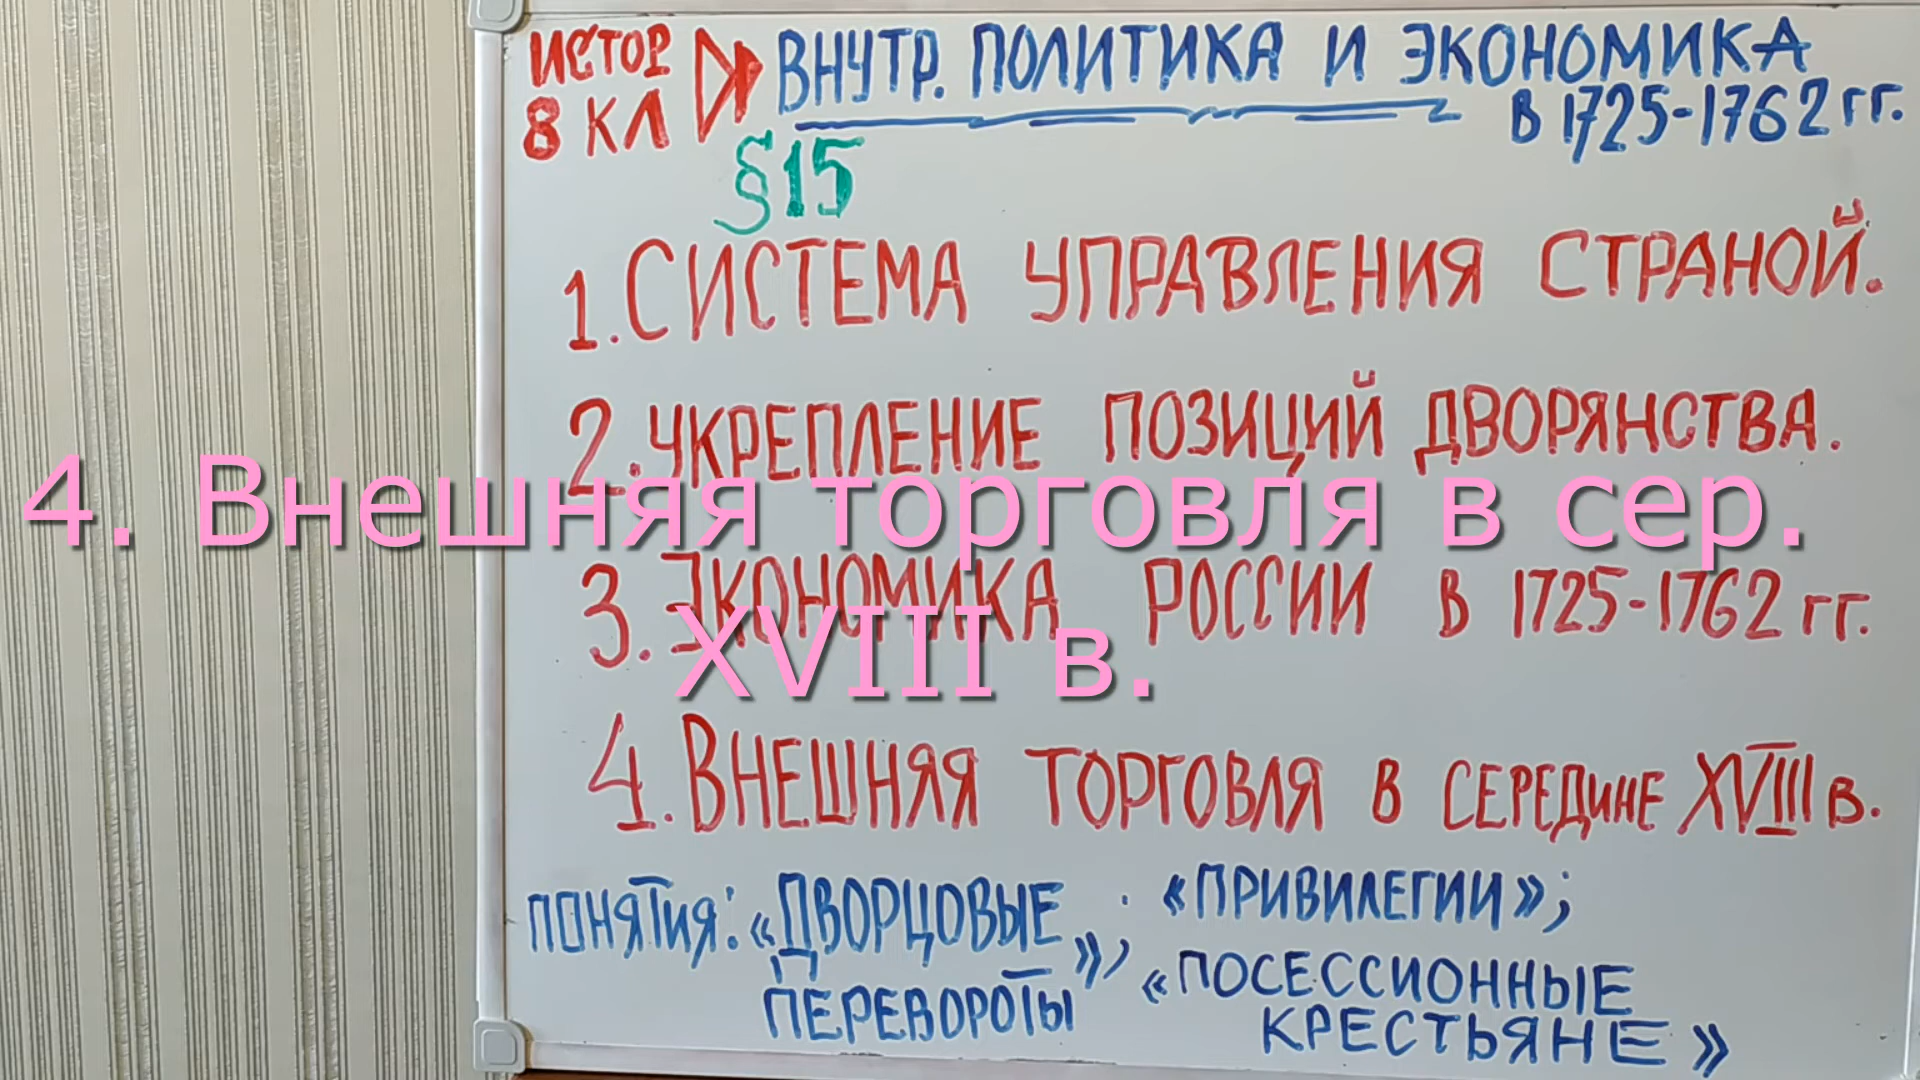 ИСТОР
8 КЛ
ВНУТР. ПОЛИТИКА И ЭКОНОМИКА
В 1725-1762 гг.
§15
1. СИСТЕМА УПРАВЛЕНИЯ СТРАНОЙ.
2. УКРЕПЛЕНИЕ ПОЗИЦИЙ ДВОРЯНСТВА.
4. Внешняя торговля в сер.
XVIII в.
3. ЭКОНОМИКА РОССИИ В 1725-1762 гг.
4. ВНЕШНЯЯ ТОРГОВЛЯ В СЕРЕДИНЕ XVIII в.
ПОНЯТИЯ: «ДВОРЦОВЫЕ
ПЕРЕВОРОТЫ»;
«ПРИВИЛЕГИИ»;
«ПОСЕССИОННЫЕ
КРЕСТЬЯНЕ»